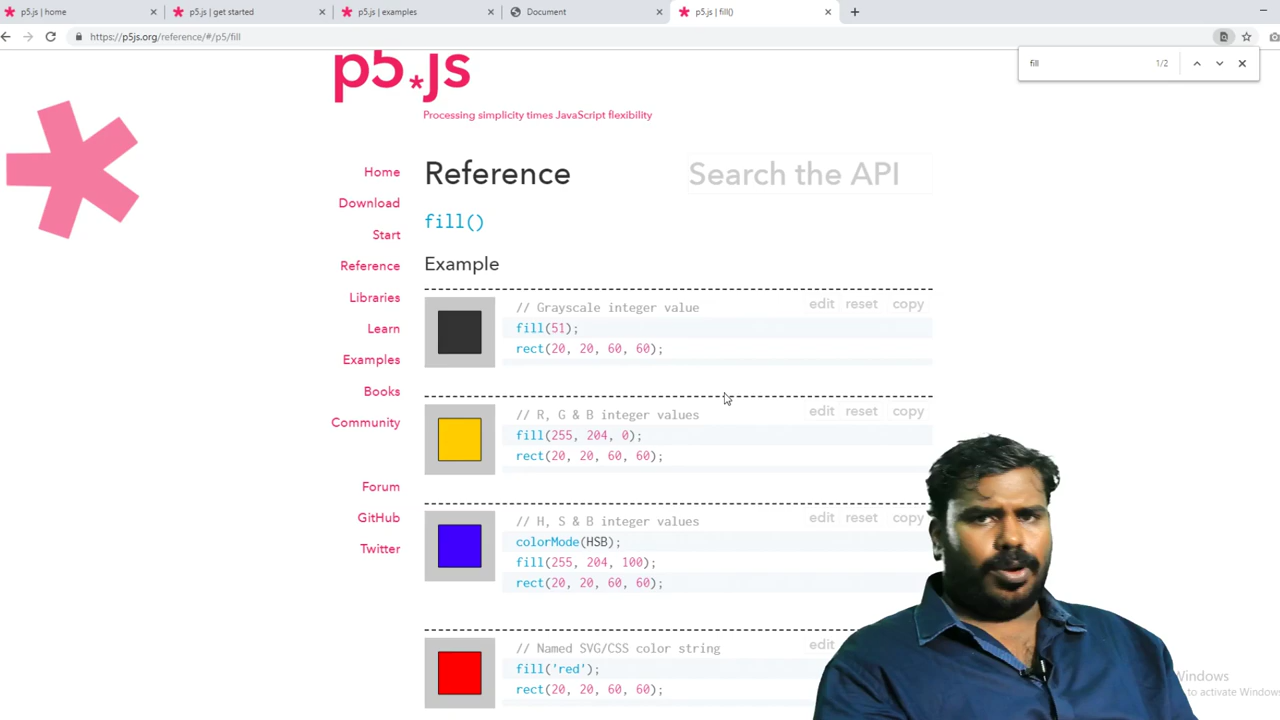 p5.js | home
p5.js | get started
p5.js | examples
Document
p5.js | fill()
https://p5js.org/reference/#/p5/fill
fill
1/2
p5*js
Processing simplicity times JavaScript flexibility
Home
Download
Start
Reference
Libraries
Learn
Examples
Books
Community
Forum
GitHub
Twitter
Reference
Search the API
fill()
Example
// Grayscale integer value
fill(51);
rect(20, 20, 60, 60);
edit reset copy
// R, G & B integer values
fill(255, 204, 0);
rect(20, 20, 60, 60);
edit reset copy
// H, S & B integer values
colorMode(HSB);
fill(255, 204, 100);
rect(20, 20, 60, 60);
edit reset copy
// Named SVG/CSS color string
fill('red');
rect(20, 20, 60, 60);
edit
Windows
to activate Windows